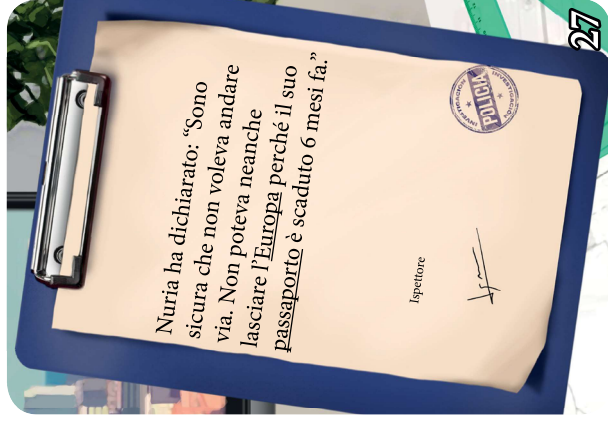 27
Nuria ha dichiarato: “Sono
sicura che non voleva andare
via. Non poteva neanche
lasciare l’Europa perché il suo
passaporto è scaduto 6 mesi fa.”
Ispettore
POLICIA
INVESTIGACIÓN